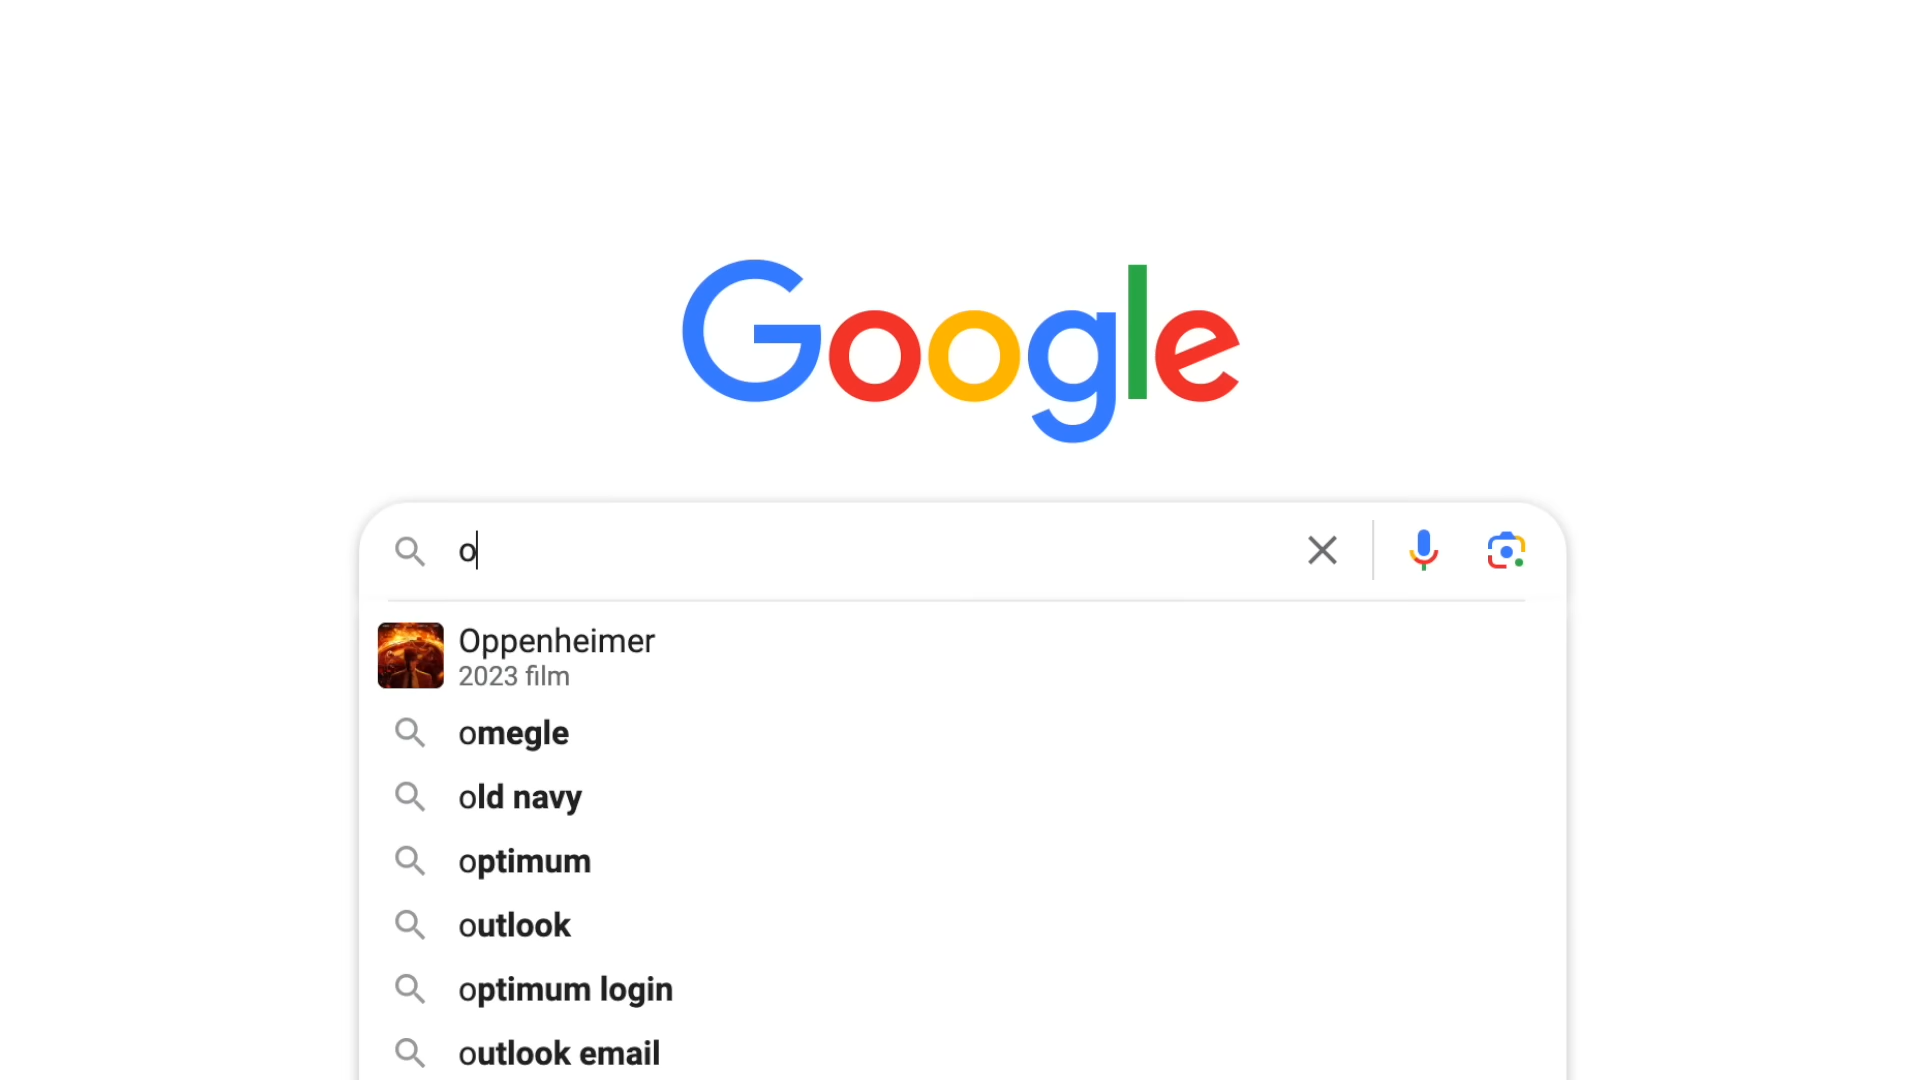 Google
o
Oppenheimer
2023 film
omegle
old navy
optimum
outlook
optimum login
outlook email